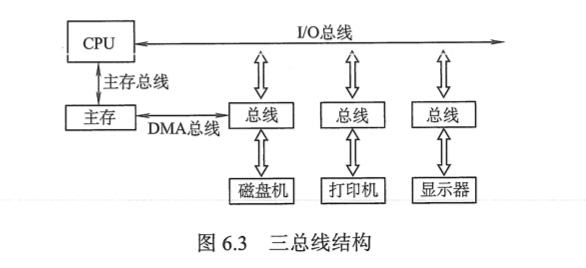 I/O总线
CPU
主存总线
主存
DMA总线
总线
总线
总线
磁盘机
打印机
显示器
图 6.3 三总线结构